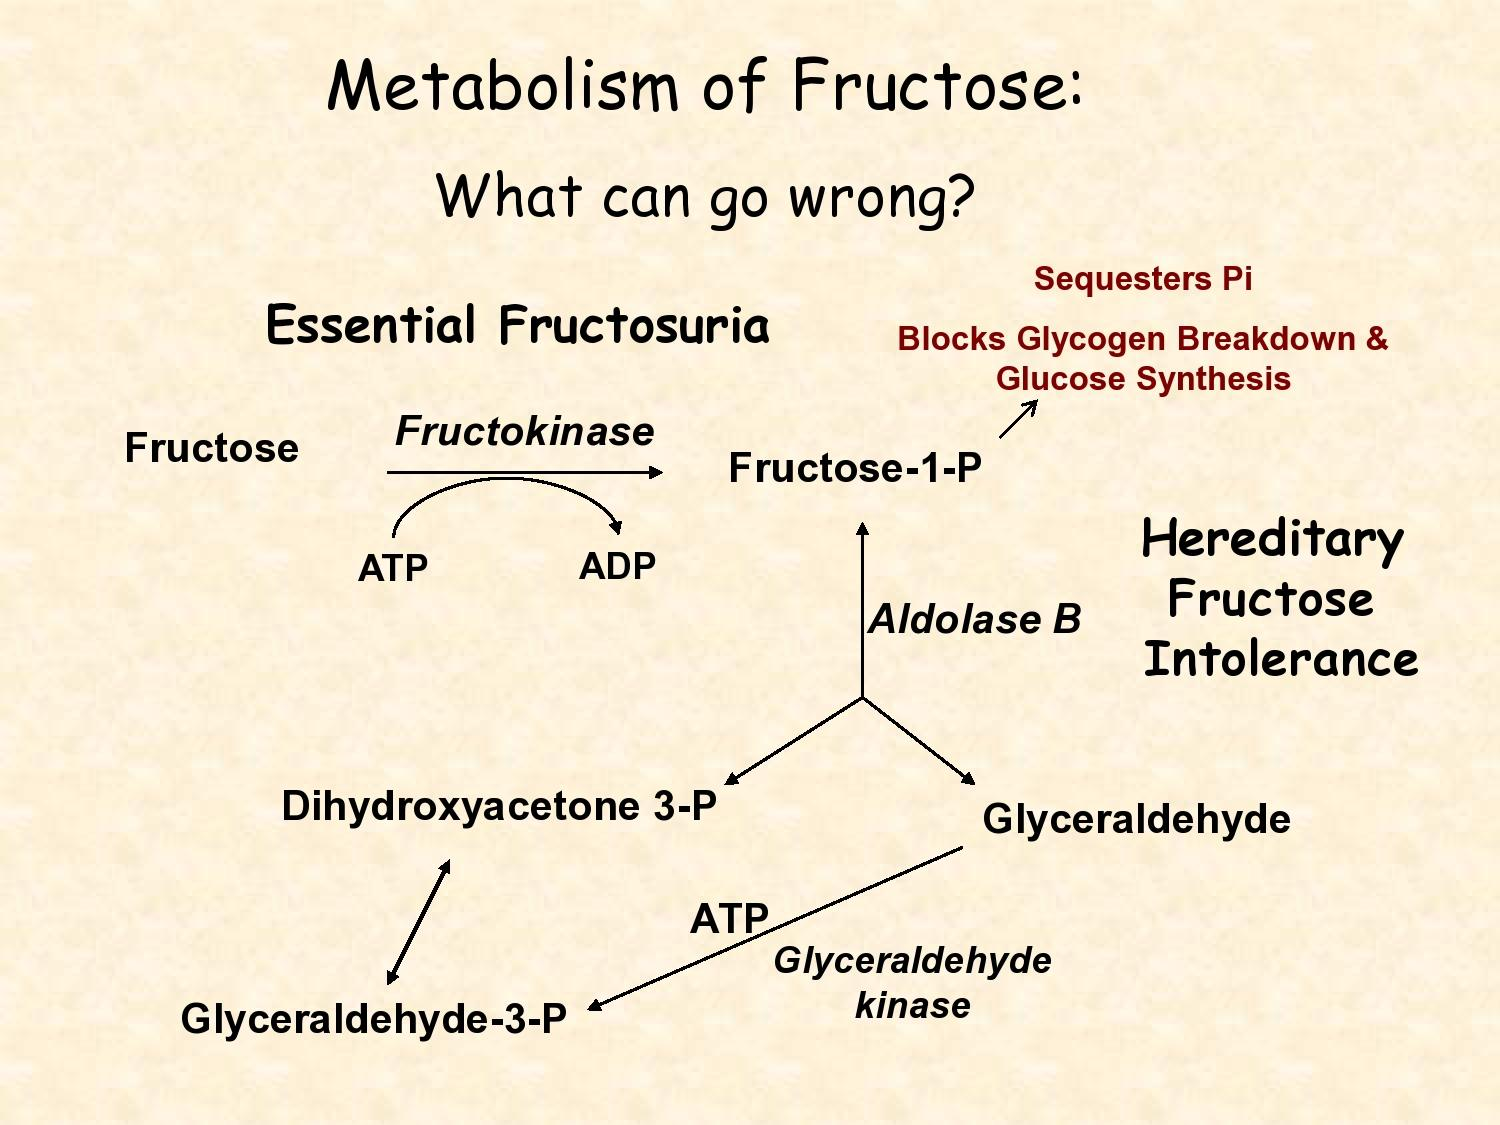 Metabolism of Fructose:
What can go wrong?
Sequesters Pi
Essential Fructosuria
Blocks Glycogen Breakdown &
Glucose Synthesis
Fructokinase
Fructose
Fructose-1-P
ATP
ADP
Hereditary
Fructose
Intolerance
Aldolase B
Dihydroxyacetone 3-P
Glyceraldehyde
ATP
Glyceraldehyde
kinase
Glyceraldehyde-3-P